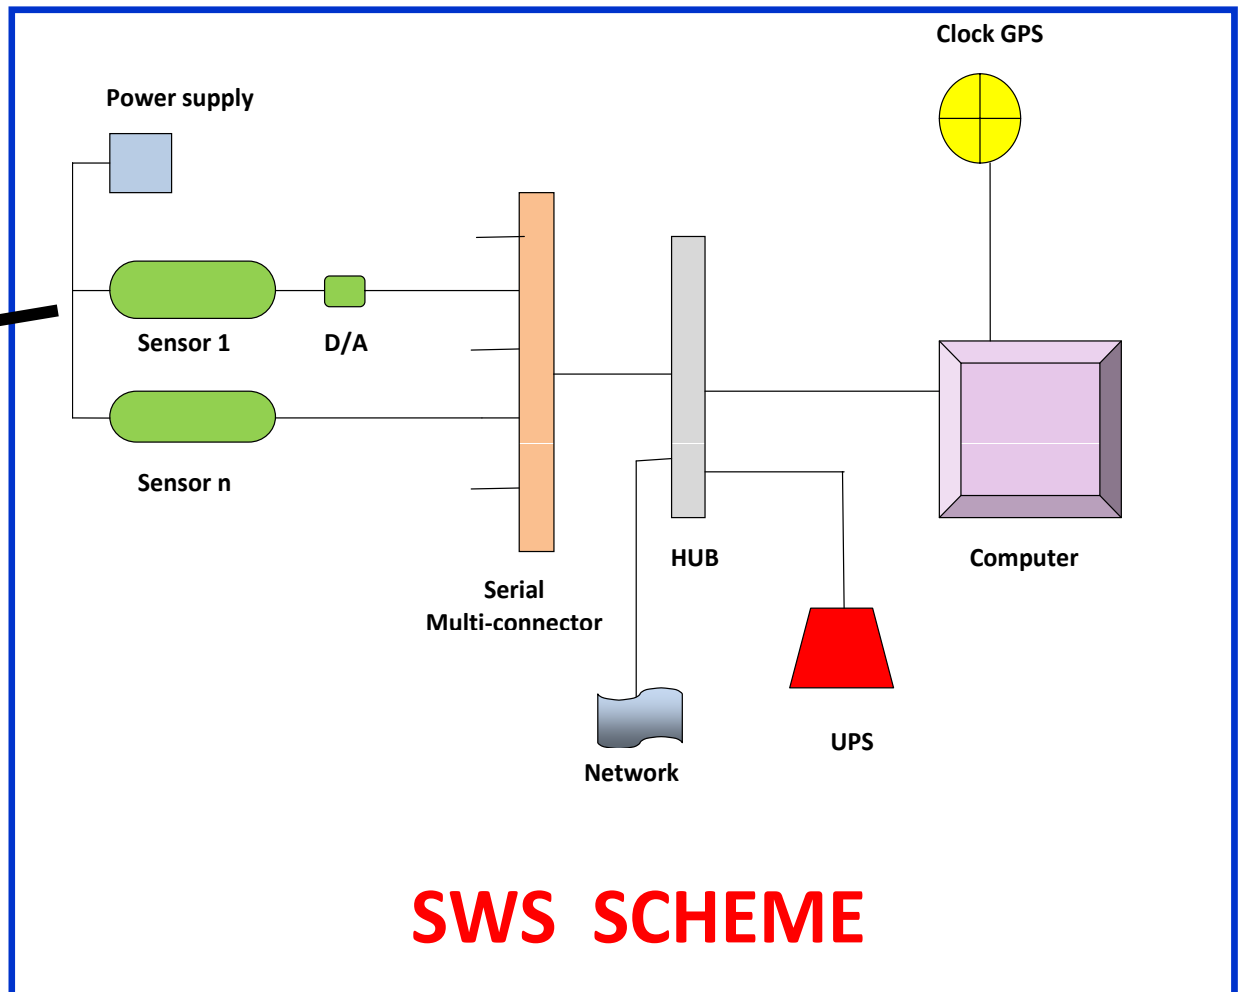 Clock GPS
Power supply
Sensor 1
D/A
Sensor n
HUB
Computer
Serial
Multi-connector
UPS
Network
SWS SCHEME